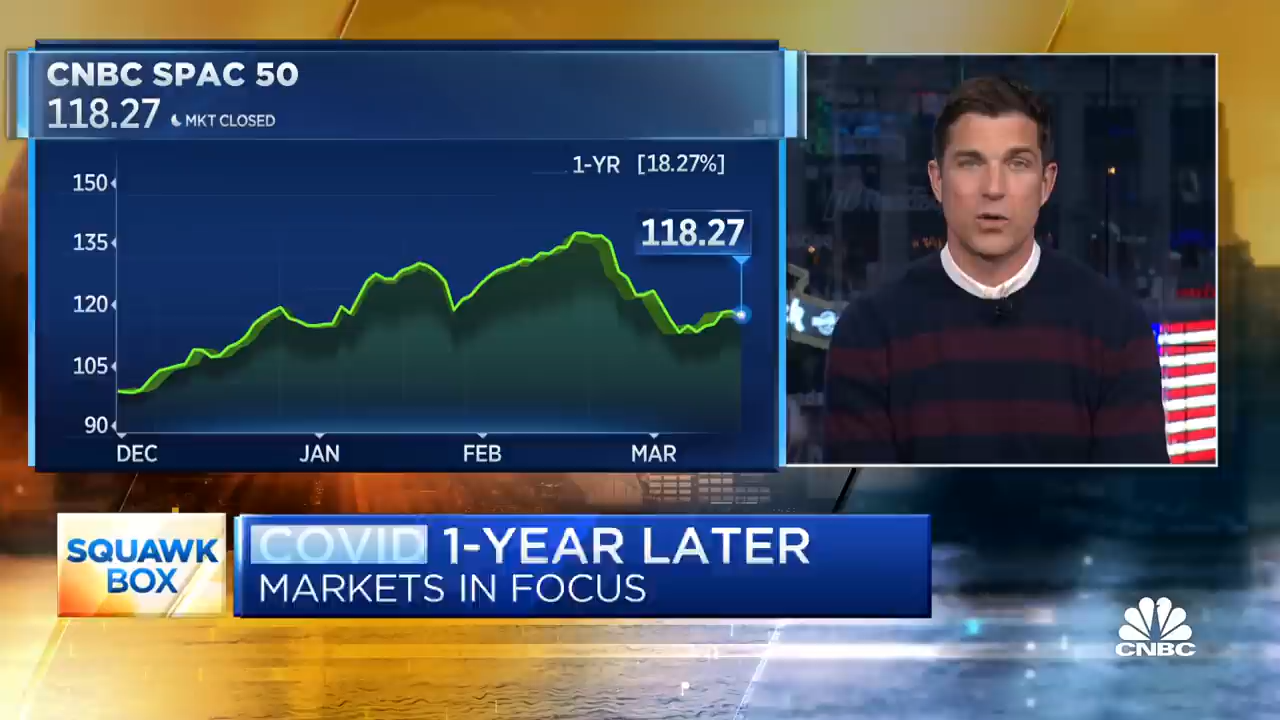 CNBC SPAC 50
118.27 MKT CLOSED
1-YR [18.27%]
150
135
120
105
90
118.27
DEC JAN FEB MAR
SQUAWK
BOX
COVID 1-YEAR LATER
MARKETS IN FOCUS
CNBC